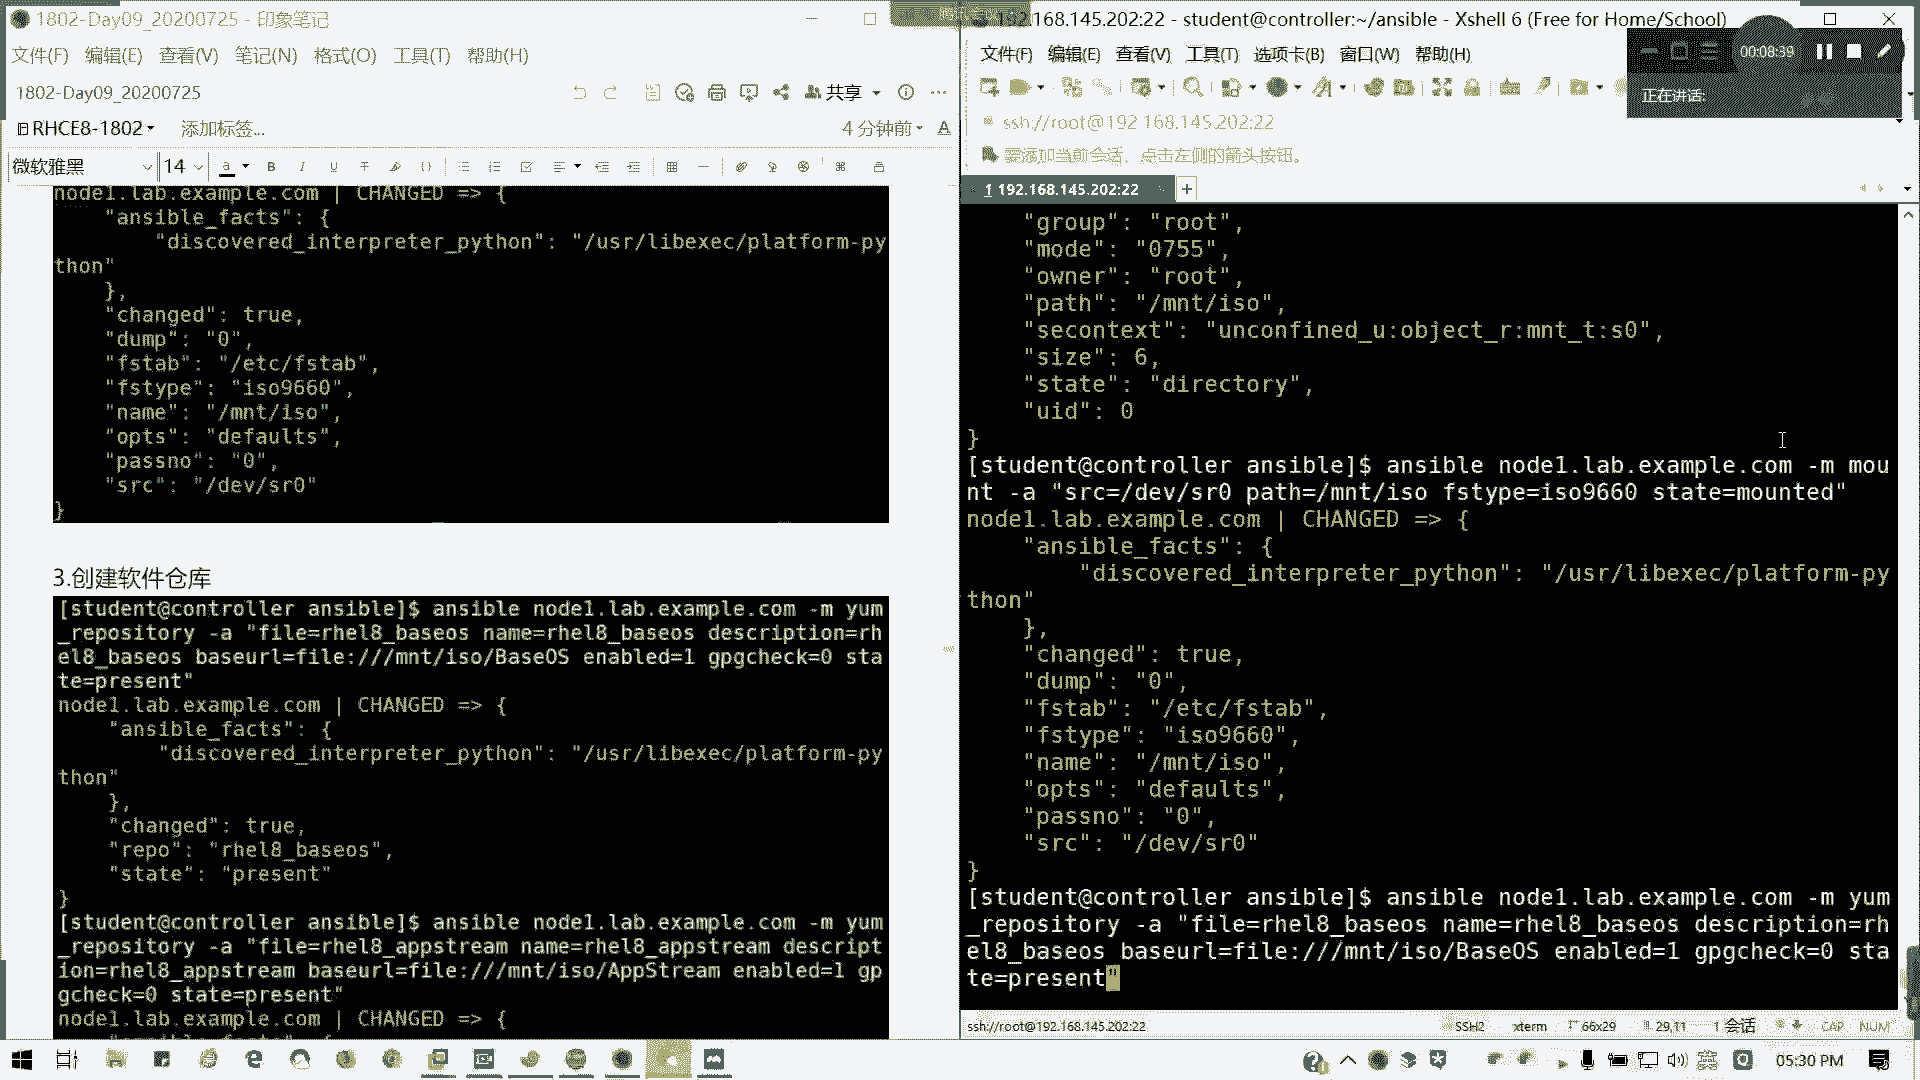 1802-Day09_20200725 - 印象笔记
文件(F) 编辑(E) 查看(V) 笔记(N) 格式(O) 工具(T) 帮助(H)
1802-Day09_20200725
共享
RHCE8-1802
添加标签...
4 分钟前
微软雅黑
14
node1.lab.example.com | CHANGED => {
    "ansible_facts": {
        "discovered_interpreter_python": "/usr/libexec/platform-py
thon"
    },
    "changed": true,
    "dump": "0",
    "fstab": "/etc/fstab",
    "fstype": "iso9660",
    "name": "/mnt/iso",
    "opts": "defaults",
    "passno": "0",
    "src": "/dev/sr0"
}
3.创建软件仓库
[student@controller ansible]$ ansible node1.lab.example.com -m yum
_repository -a "file=rhel8_baseos name=rhel8_baseos description=rh
el8_baseos baseurl=file:///mnt/iso/BaseOS enabled=1 gpgcheck=0 sta
te=present"
node1.lab.example.com | CHANGED => {
    "ansible_facts": {
        "discovered_interpreter_python": "/usr/libexec/platform-py
thon"
    },
    "changed": true,
    "repo": "rhel8_baseos",
    "state": "present"
}
[student@controller ansible]$ ansible node1.lab.example.com -m yum
_repository -a "file=rhel8_appstream name=rhel8_appstream descript
ion=rhel8_appstream baseurl=file:///mnt/iso/AppStream enabled=1 gp
gcheck=0 state=present"
node1.lab.example.com | CHANGED => {
168.145.202:22 - student@controller:~/ansible - Xshell 6 (Free for Home/School)
文件(F) 编辑(E) 查看(V) 工具(T) 选项卡(B) 窗口(W) 帮助(H)
00:08:39
正在讲话:
ssh://root@192.168.145.202:22
要添加当前会话，点击左侧的箭头按钮。
1 192.168.145.202:22
    "group": "root",
    "mode": "0755",
    "owner": "root",
    "path": "/mnt/iso",
    "secontext": "unconfined_u:object_r:mnt_t:s0",
    "size": 6,
    "state": "directory",
    "uid": 0
}
[student@controller ansible]$ ansible node1.lab.example.com -m mou
nt -a "src=/dev/sr0 path=/mnt/iso fstype=iso9660 state=mounted"
node1.lab.example.com | CHANGED => {
    "ansible_facts": {
        "discovered_interpreter_python": "/usr/libexec/platform-py
thon"
    },
    "changed": true,
    "dump": "0",
    "fstab": "/etc/fstab",
    "fstype": "iso9660",
    "name": "/mnt/iso",
    "opts": "defaults",
    "passno": "0",
    "src": "/dev/sr0"
}
[student@controller ansible]$ ansible node1.lab.example.com -m yum
_repository -a "file=rhel8_baseos name=rhel8_baseos description=rh
el8_baseos baseurl=file:///mnt/iso/BaseOS enabled=1 gpgcheck=0 sta
te=present"
ssh://root@192.168.145.202:22
SSH2 xterm 66x29 29,11 1 会话 CAP NUM
05:30 PM